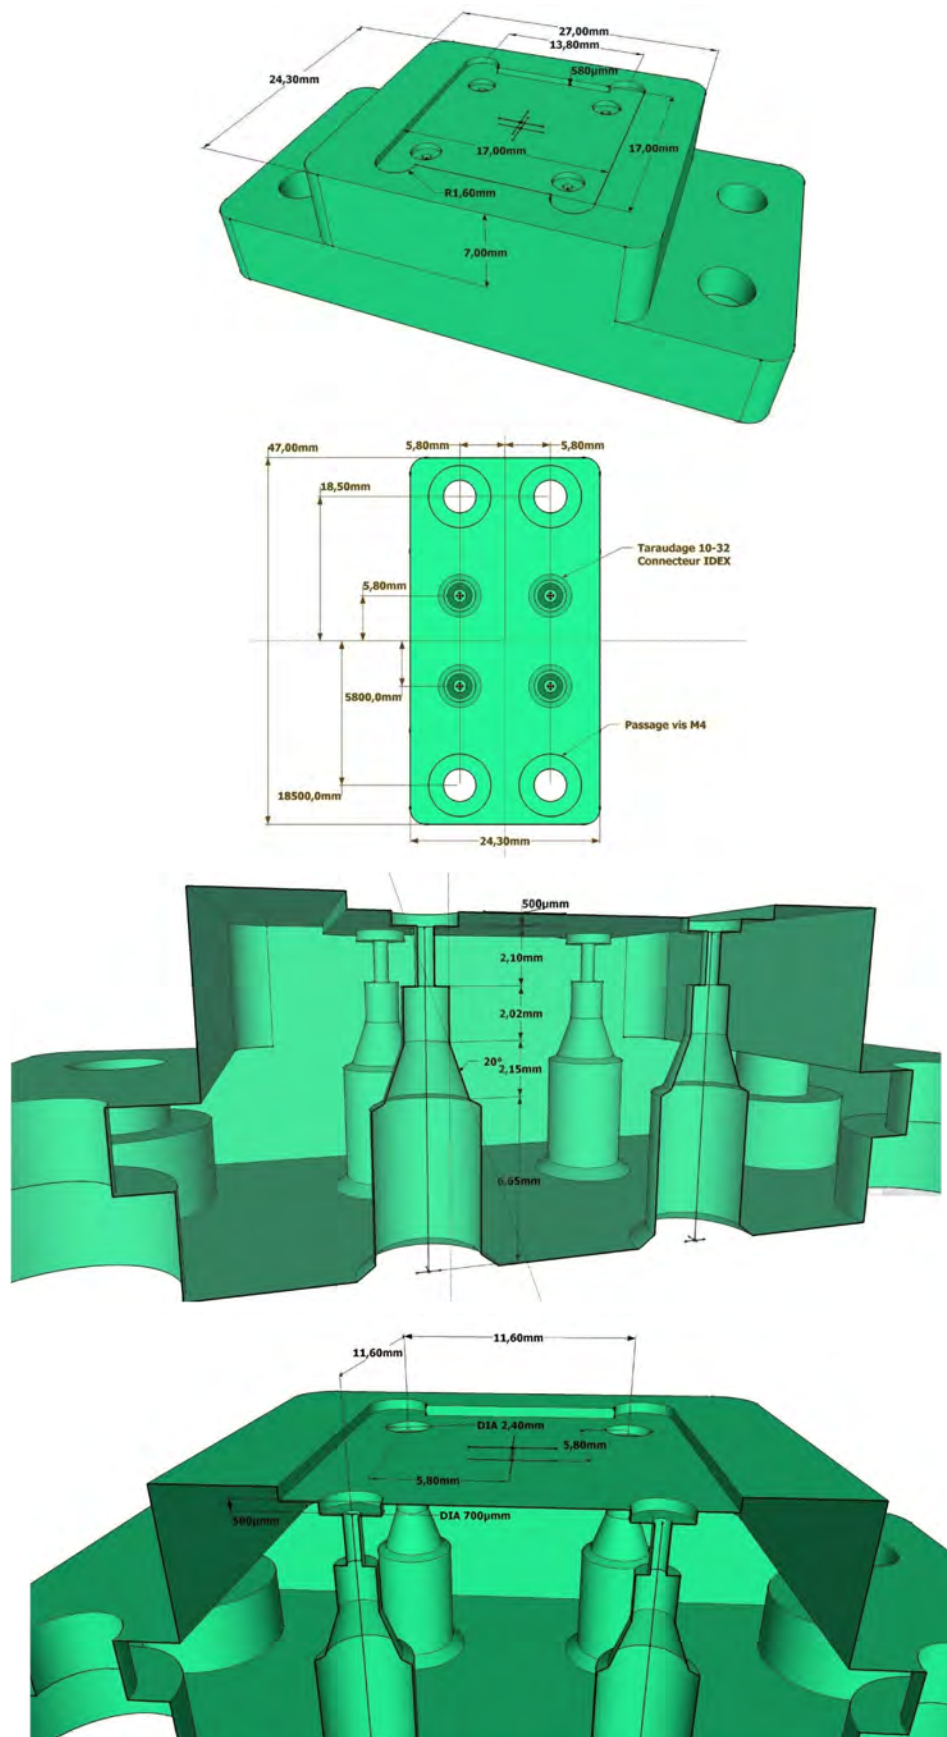 27,00mm
13,80mm
580µmm
24,30mm
17,00mm
17,00mm
R1,60mm
7,00mm
47,00mm
5,80mm
5,80mm
18,50mm
Taraudage 10-32
Connecteur IDEX
5,80mm
5800,0mm
Passage vis M4
18500,0mm
24,30mm
500µmm
2,10mm
2,02mm
20°
2,15mm
6,65mm
11,60mm
11,60mm
DIA 2,40mm
5,80mm
5,80mm
500µmm
DIA 700µmm